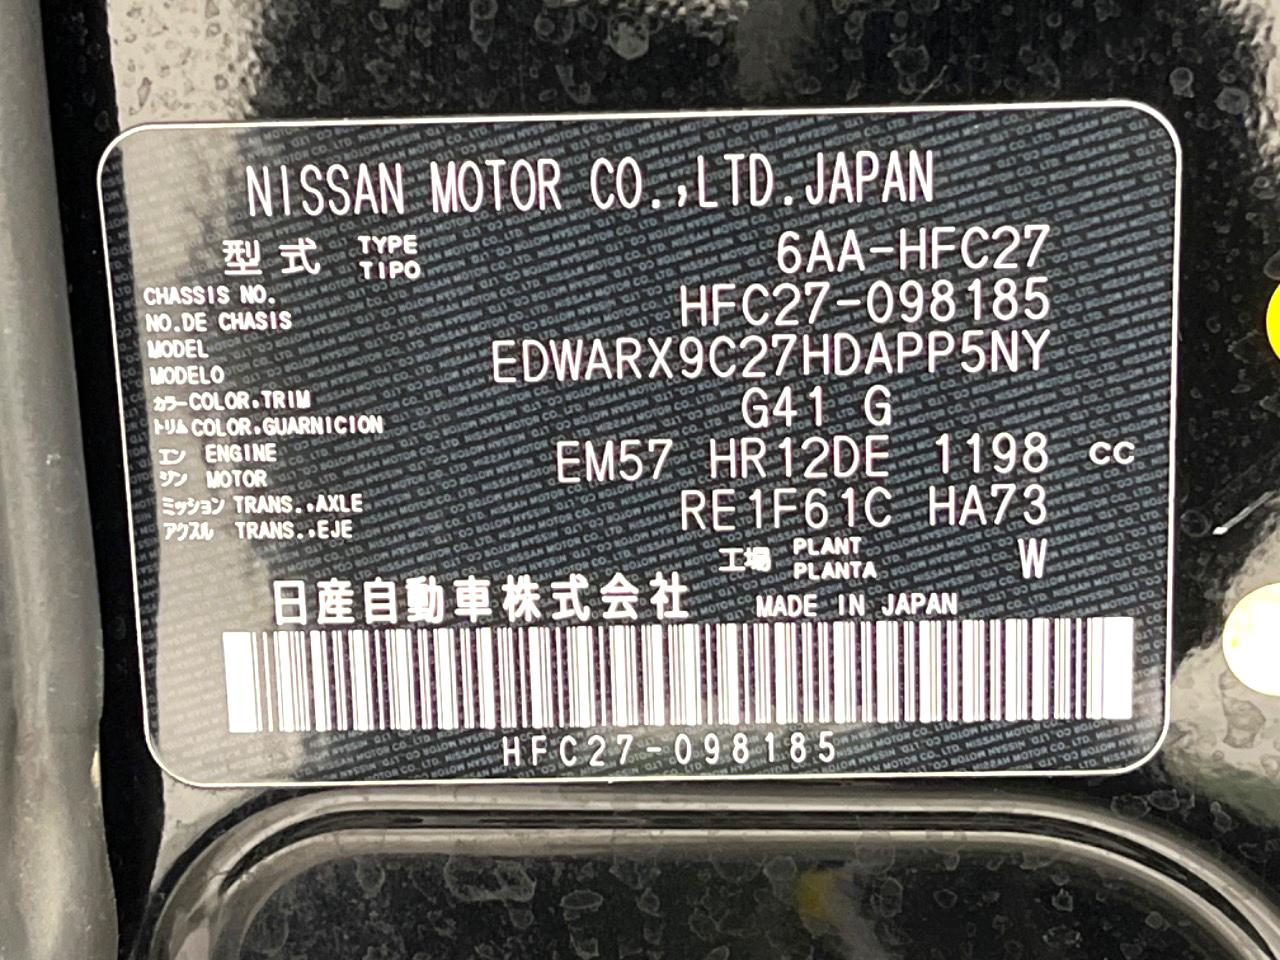 NISSAN MOTOR CO.,LTD.JAPAN
型式 TYPE TIPO 6AA-HFC27
CHASSIS NO. NO.DE CHASIS HFC27-098185
MODEL MODELO EDWARX9C27HDAPP5NY
カラー COLOR.TRIM G41 G
トリム COLOR.GUARNICION
エン ENGINE EM57 HR12DE 1198 CC
ジン MOTOR
ミッション TRANS.,AXLE RE1F61C HA73
アクスル TRANS.,EJE
工場 PLANT PLANTA W
日産自動車株式会社 MADE IN JAPAN
HFC27-098185